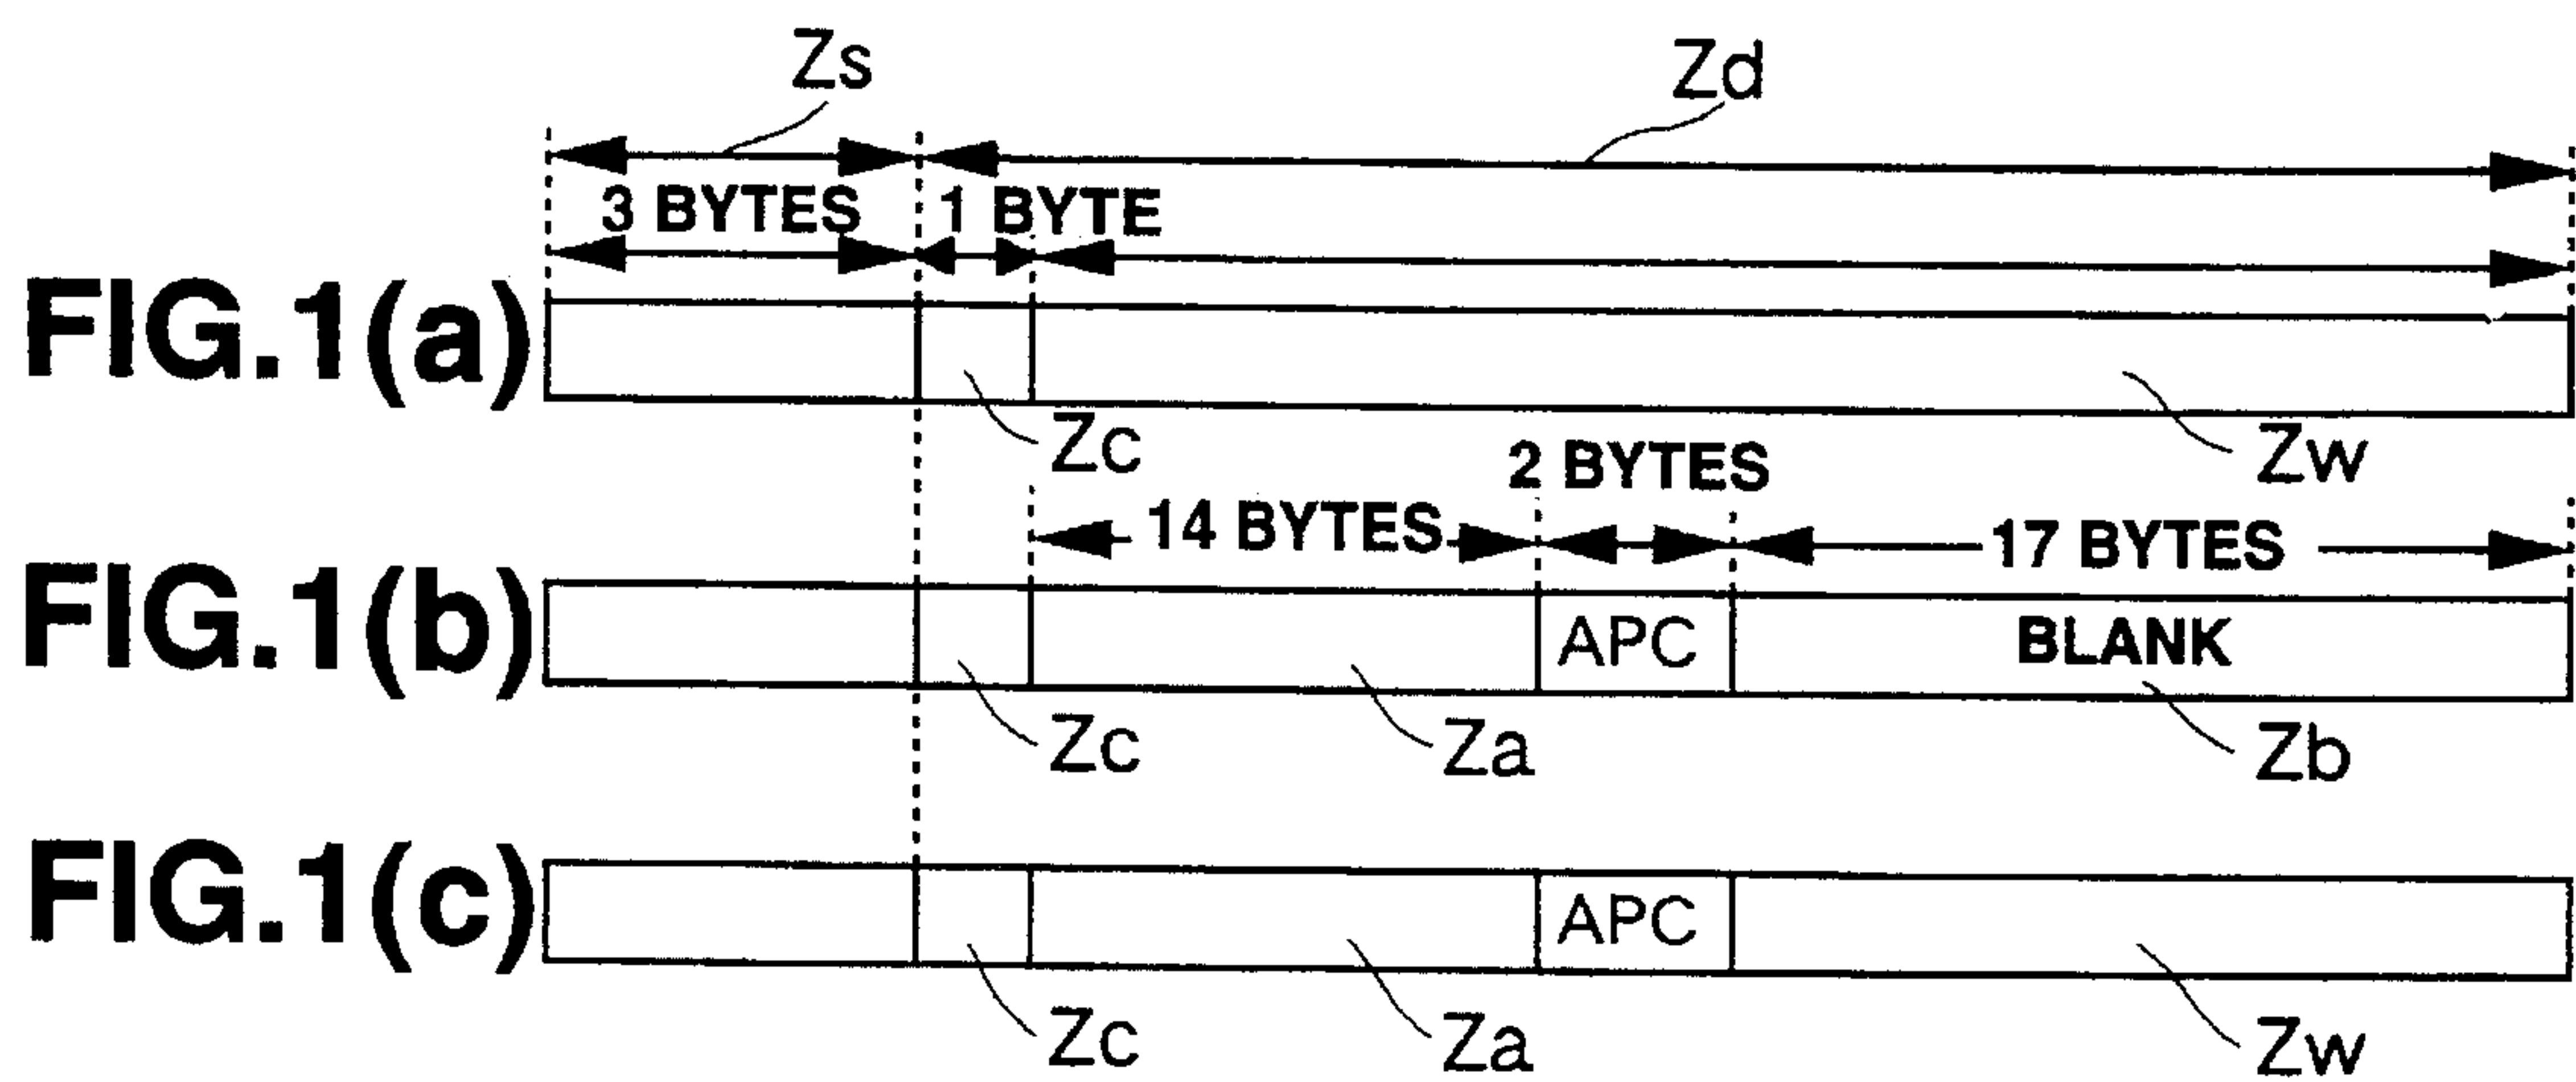 Zs Zd
3 BYTES 1 BYTE
FIG.1(a)
Zc Zw
2 BYTES
14 BYTES 17 BYTES
FIG.1(b) APC BLANK
Zc Za Zb
FIG.1(c) APC
Zc Za Zw